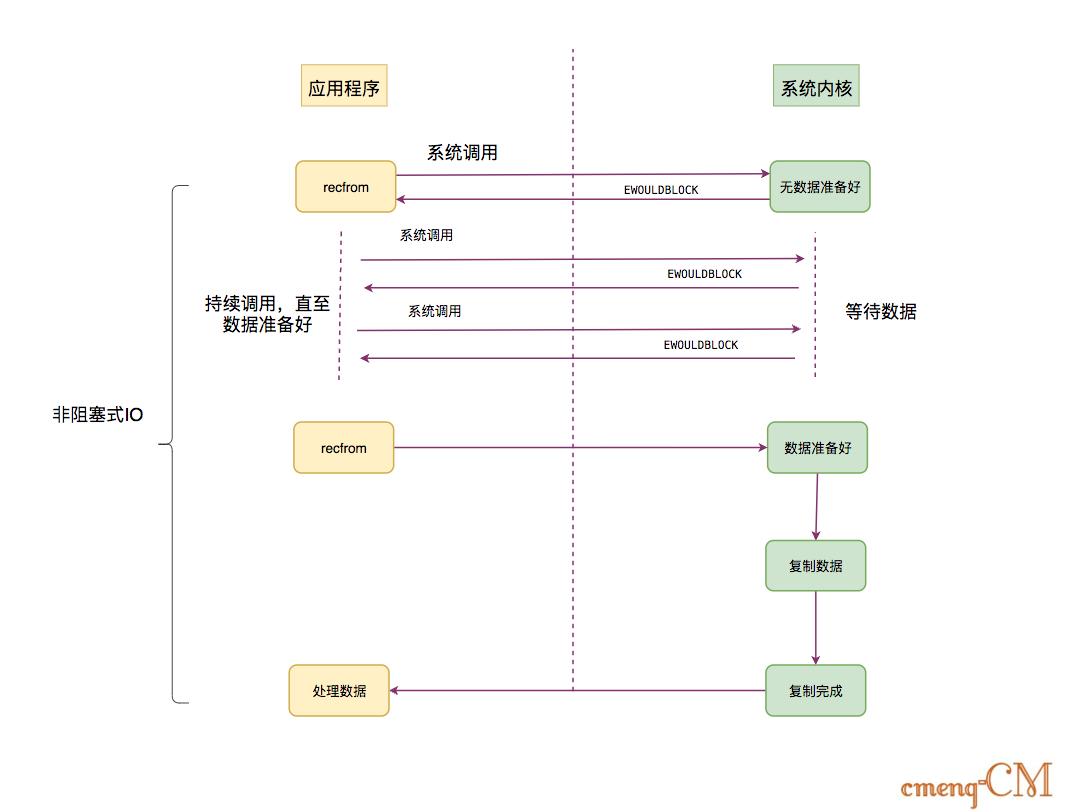 应用程序
系统内核
系统调用
recfrom
EWOULDBLOCK
无数据准备好
系统调用
EWOULDBLOCK
持续调用，直至
数据准备好
系统调用
等待数据
EWOULDBLOCK
非阻塞式IO
recfrom
数据准备好
复制数据
处理数据
复制完成
cmeng-CM